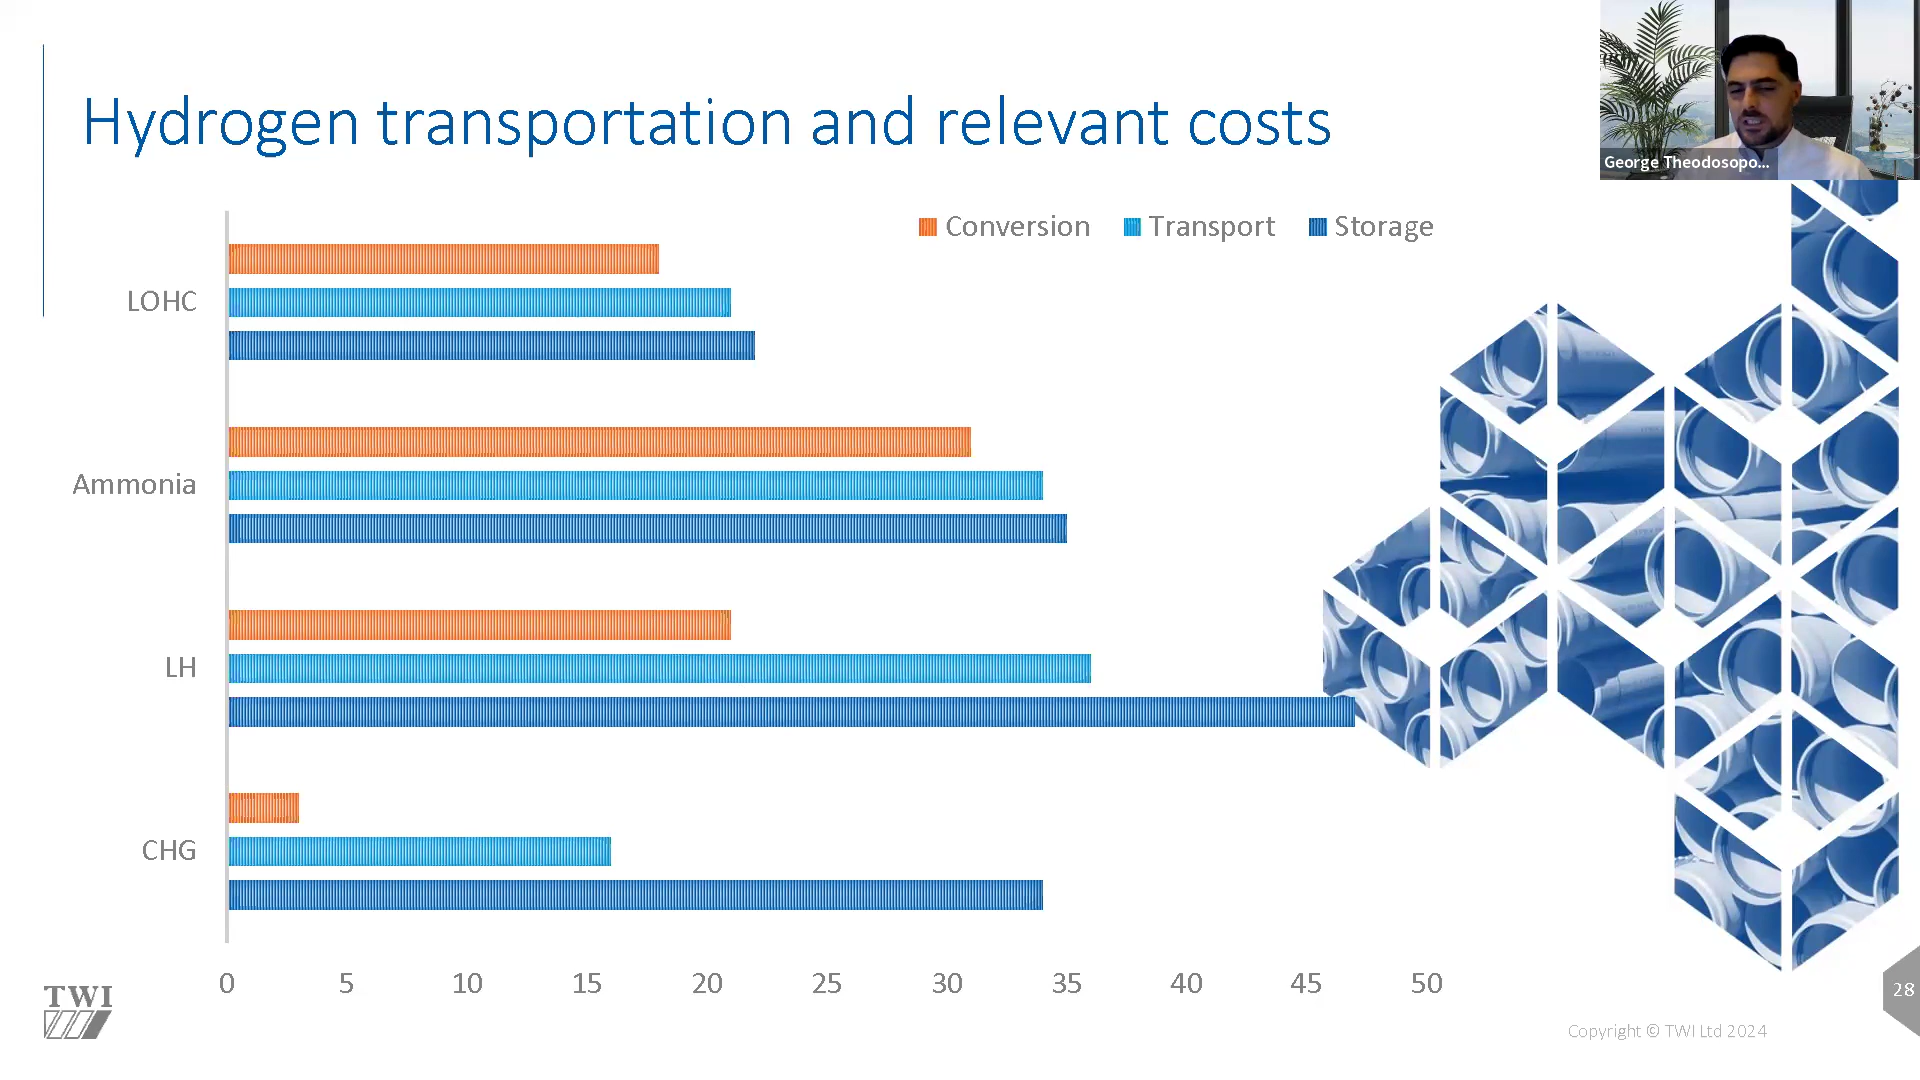 Hydrogen transportation and relevant costs
George Theodosopo...
Conversion Transport Storage
LOHC
Ammonia
LH
CHG
0 5 10 15 20 25 30 35 40 45 50
TWI
28
Copyright © TWI Ltd 2024